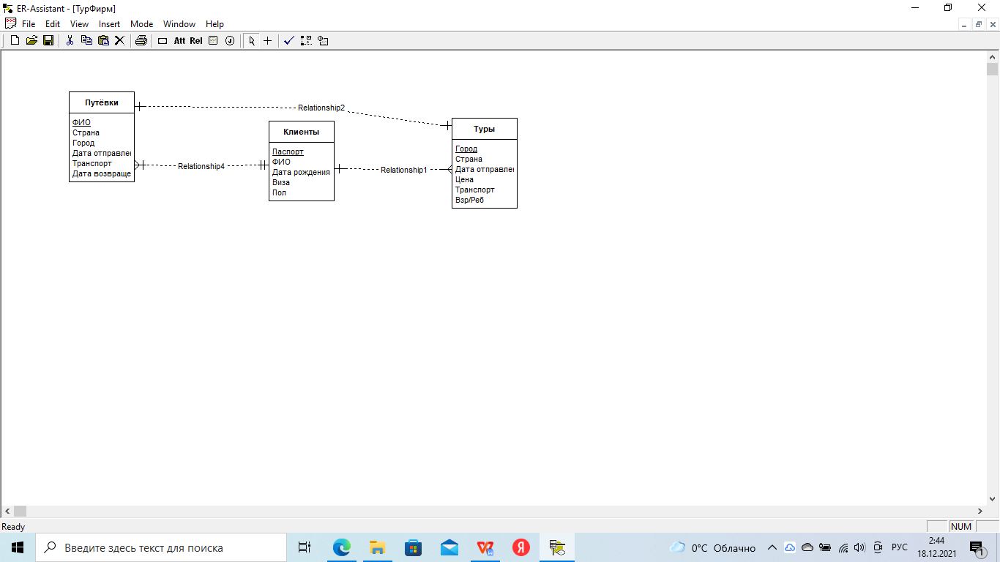 ER-Assistant - [ТурФирм]
File Edit View Insert Mode Window Help
Att Rel
Путёвки
ФИО
Страна
Город
Дата отправлен
Транспорт
Дата возвраще
Relationship2
Relationship4
Клиенты
Паспорт
ФИО
Дата рождения
Виза
Пол
Relationship1
Туры
Город
Страна
Дата отправлен
Цена
Транспорт
Взр/Реб
Ready
NUM
Введите здесь текст для поиска
0°C Облачно
РУС
2:44
18.12.2021
1